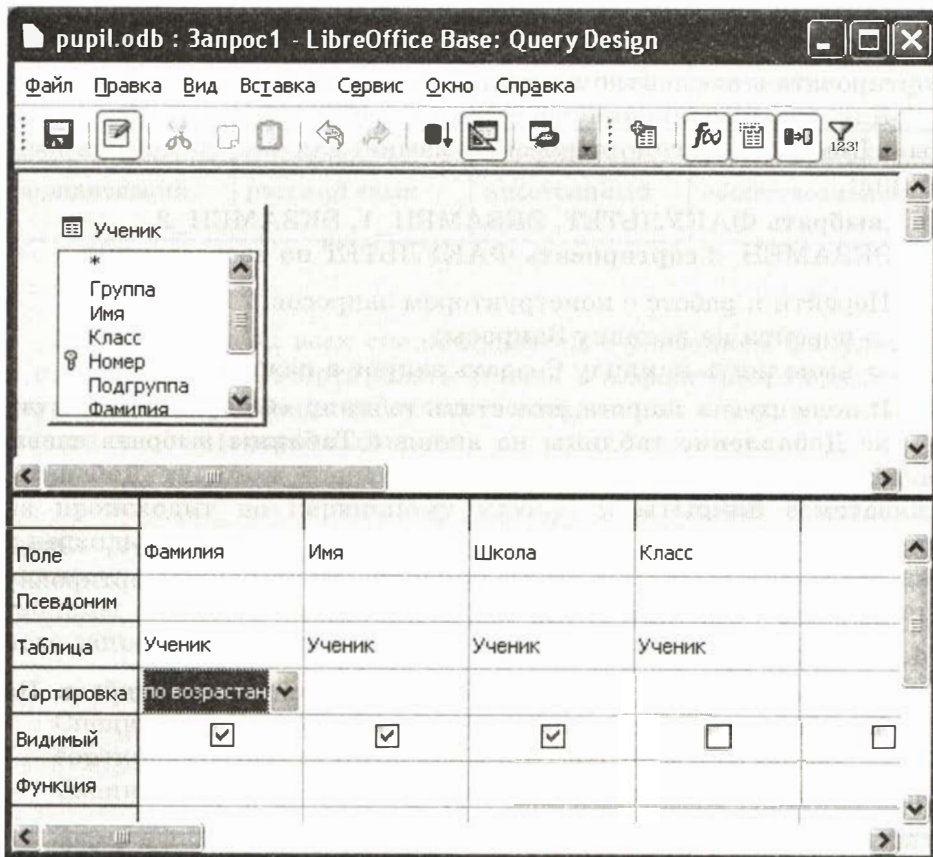 pupil.odb : Запрос1 - LibreOffice Base: Query Design
Файл Правка Вид Вставка Сервис Окно Справка
f(x) 123!
Ученик
*
Группа
Имя
Класс
Номер
Подгруппа
Фамилия
Поле Фамилия Имя Школа Класс
Псевдоним
Таблица Ученик Ученик Ученик Ученик
Сортировка по возрастан
Видимый
Функция